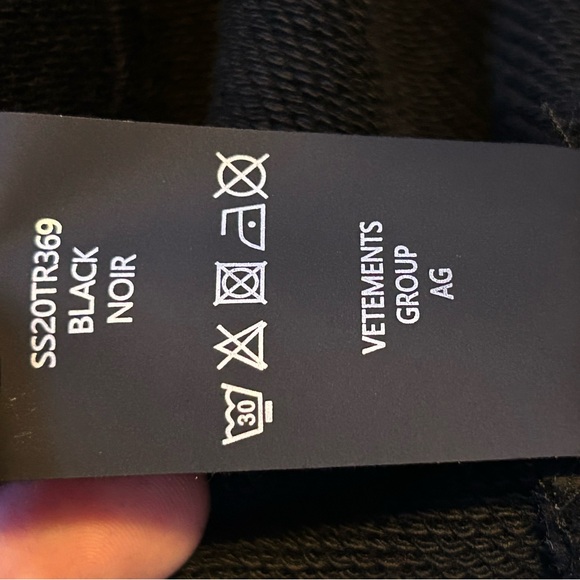 SS20TR369
BLACK
NOIR
30
VETEMENTS
GROUP
AG